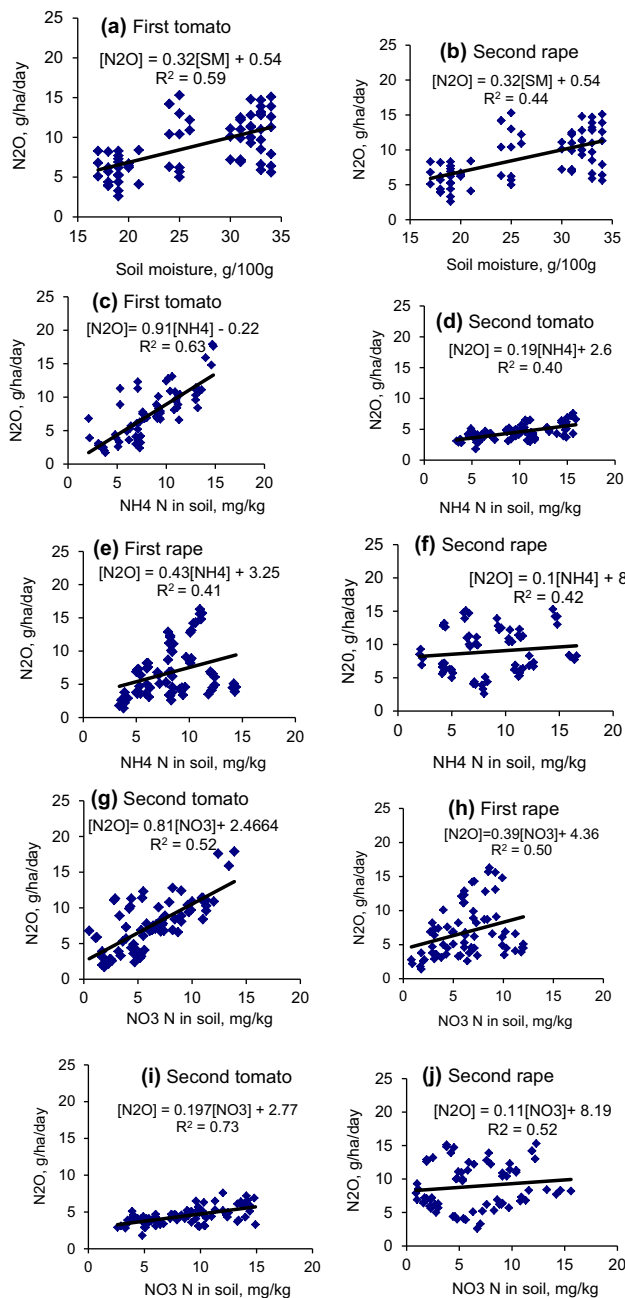 (a) First tomato
[N2O] = 0.32[SM] + 0.54
R² = 0.59
N2O, g/ha/day
25
20
15
10
5
0
15 20 25 30 35
Soil moisture, g/100g
(b) Second rape
[N2O] = 0.32[SM] + 0.54
R² = 0.44
N2O, g/ha/day
25
20
15
10
5
0
15 20 25 30 35
Soil moisture, g/100g
(c) First tomato
[N2O]= 0.91[NH4] - 0.22
R² = 0.63
N2O, g/ha/day
25
20
15
10
5
0
0 5 10 15 20
NH4 N in soil, mg/kg
(d) Second tomato
[N2O] = 0.19[NH4]+ 2.6
R² = 0.40
N2O, g/ha/day
25
20
15
10
5
0
0 5 10 15 20
NH4 N in soil, mg/kg
(e) First rape
[N2O] = 0.43[NH4] + 3.25
R² = 0.41
N2O, g/ha/day
25
20
15
10
5
0
0 5 10 15 20
NH4 N in soil, mg/kg
(f) Second rape
[N2O] = 0.1[NH4] + 8
R² = 0.42
N20, g/ha/day
25
20
15
10
5
0
0 5 10 15 20
NH4 N in soil, mg/kg
(g) Second tomato
[N2O]= 0.81[NO3]+ 2.4664
R² = 0.52
N2O, g/ha/day
25
20
15
10
5
0
0 5 10 15 20
NO3 N in soil, mg/kg
(h) First rape
[N2O]=0.39[NO3]+ 4.36
R² = 0.50
N2O, g/ha/day
25
20
15
10
5
0
0 5 10 15 20
NO3 N in soil, mg/kg
(i) Second tomato
[N2O] = 0.197[NO3] + 2.77
R² = 0.73
N2O, g/ha/day
25
20
15
10
5
0
0 5 10 15 20
NO3 N in soil, mg/kg
(j) Second rape
[N2O] = 0.11[NO3]+ 8.19
R2 = 0.52
N2O, g/ha/day
25
20
15
10
5
0
0 5 10 15 20
NO3 N in soil, mg/kg